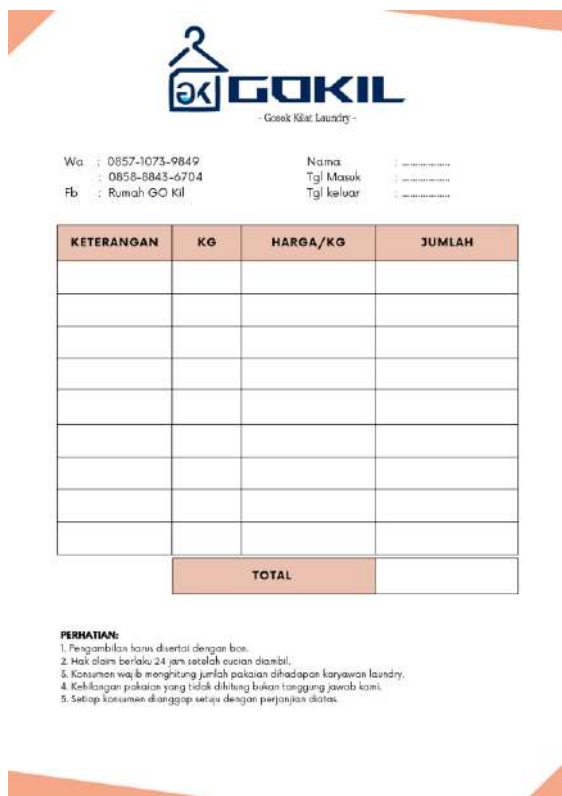 GK GOKIL
- Gosok Kilat Laundry -
Wa : 0857-1073-9849
: 0858-8843-6704
Fb : Rumah GO Kil
Nama : ..................
Tgl Masuk : ..................
Tgl keluar : ..................
KETERANGAN KG HARGA/KG JUMLAH
TOTAL
PERHATIAN:
1. Pengambilan harus disertai dengan bon.
2. Hak claim berlaku 24 jam setelah cucian diambil.
3. Konsumen wajib menghitung jumlah pakaian dihadapan karyawan laundry.
4. Kehilangan pakaian yang tidak dihitung bukan tanggung jawab kami.
5. Setiap konsumen dianggap setuju dengan perjanjian diatas.